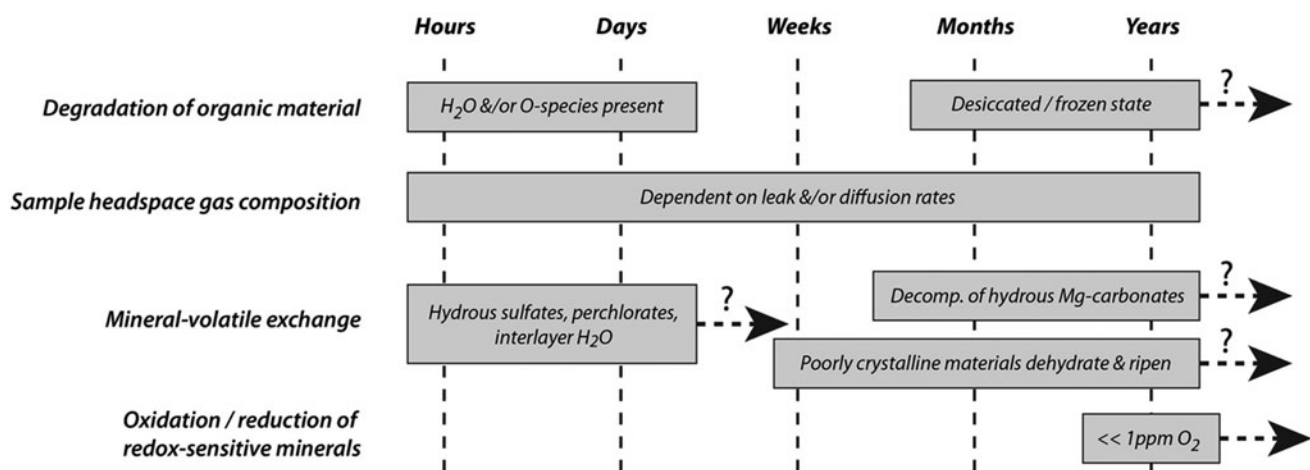 Hours Days Weeks Months Years
Degradation of organic material
H₂O &/or O-species present
Desiccated / frozen state
?
Sample headspace gas composition
Dependent on leak &/or diffusion rates
Mineral-volatile exchange
Hydrous sulfates, perchlorates,
interlayer H₂O
?
Decomp. of hydrous Mg-carbonates
?
Poorly crystalline materials dehydrate & ripen
?
Oxidation / reduction of
redox-sensitive minerals
<< 1ppm O₂